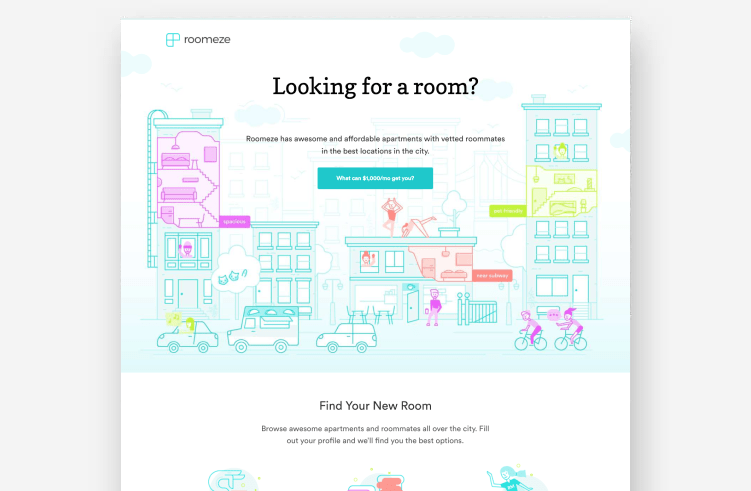 roomeze
Looking for a room?
Roomeze has awesome and affordable apartments with vetted roommates
in the best locations in the city.
What can $1,000/mo get you?
spacious
pet-friendly
near subway
Find Your New Room
Browse awesome apartments and roommates all over the city. Fill
out your profile and we'll find you the best options.